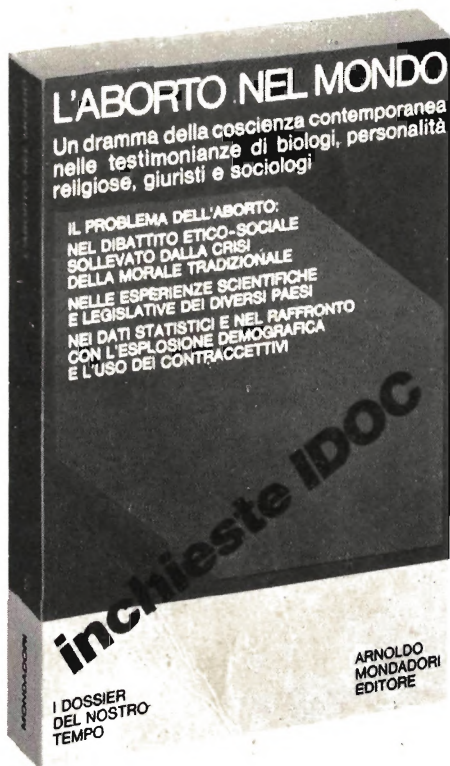 L'ABORTO NEL MONDO
Un dramma della coscienza contemporanea
nelle testimonianze di biologi, personalità
religiose, giuristi e sociologi
IL PROBLEMA DELL'ABORTO:
NEL DIBATTITO ETICO-SOCIALE
SOLLEVATO DALLA CRISI
DELLA MORALE TRADIZIONALE
NELLE ESPERIENZE SCIENTIFICHE
E LEGISLATIVE DEI DIVERSI PAESI
NEI DATI STATISTICI E NEL RAFFRONTO
CON L'ESPLOSIONE DEMOGRAFICA
E L'USO DEI CONTRACCETTIVI
inchieste IDOC
I DOSSIER
DEL NOSTRO
TEMPO
ARNOLDO
MONDADORI
EDITORE
L'ABORTO NEL MONDO
MONDADORI